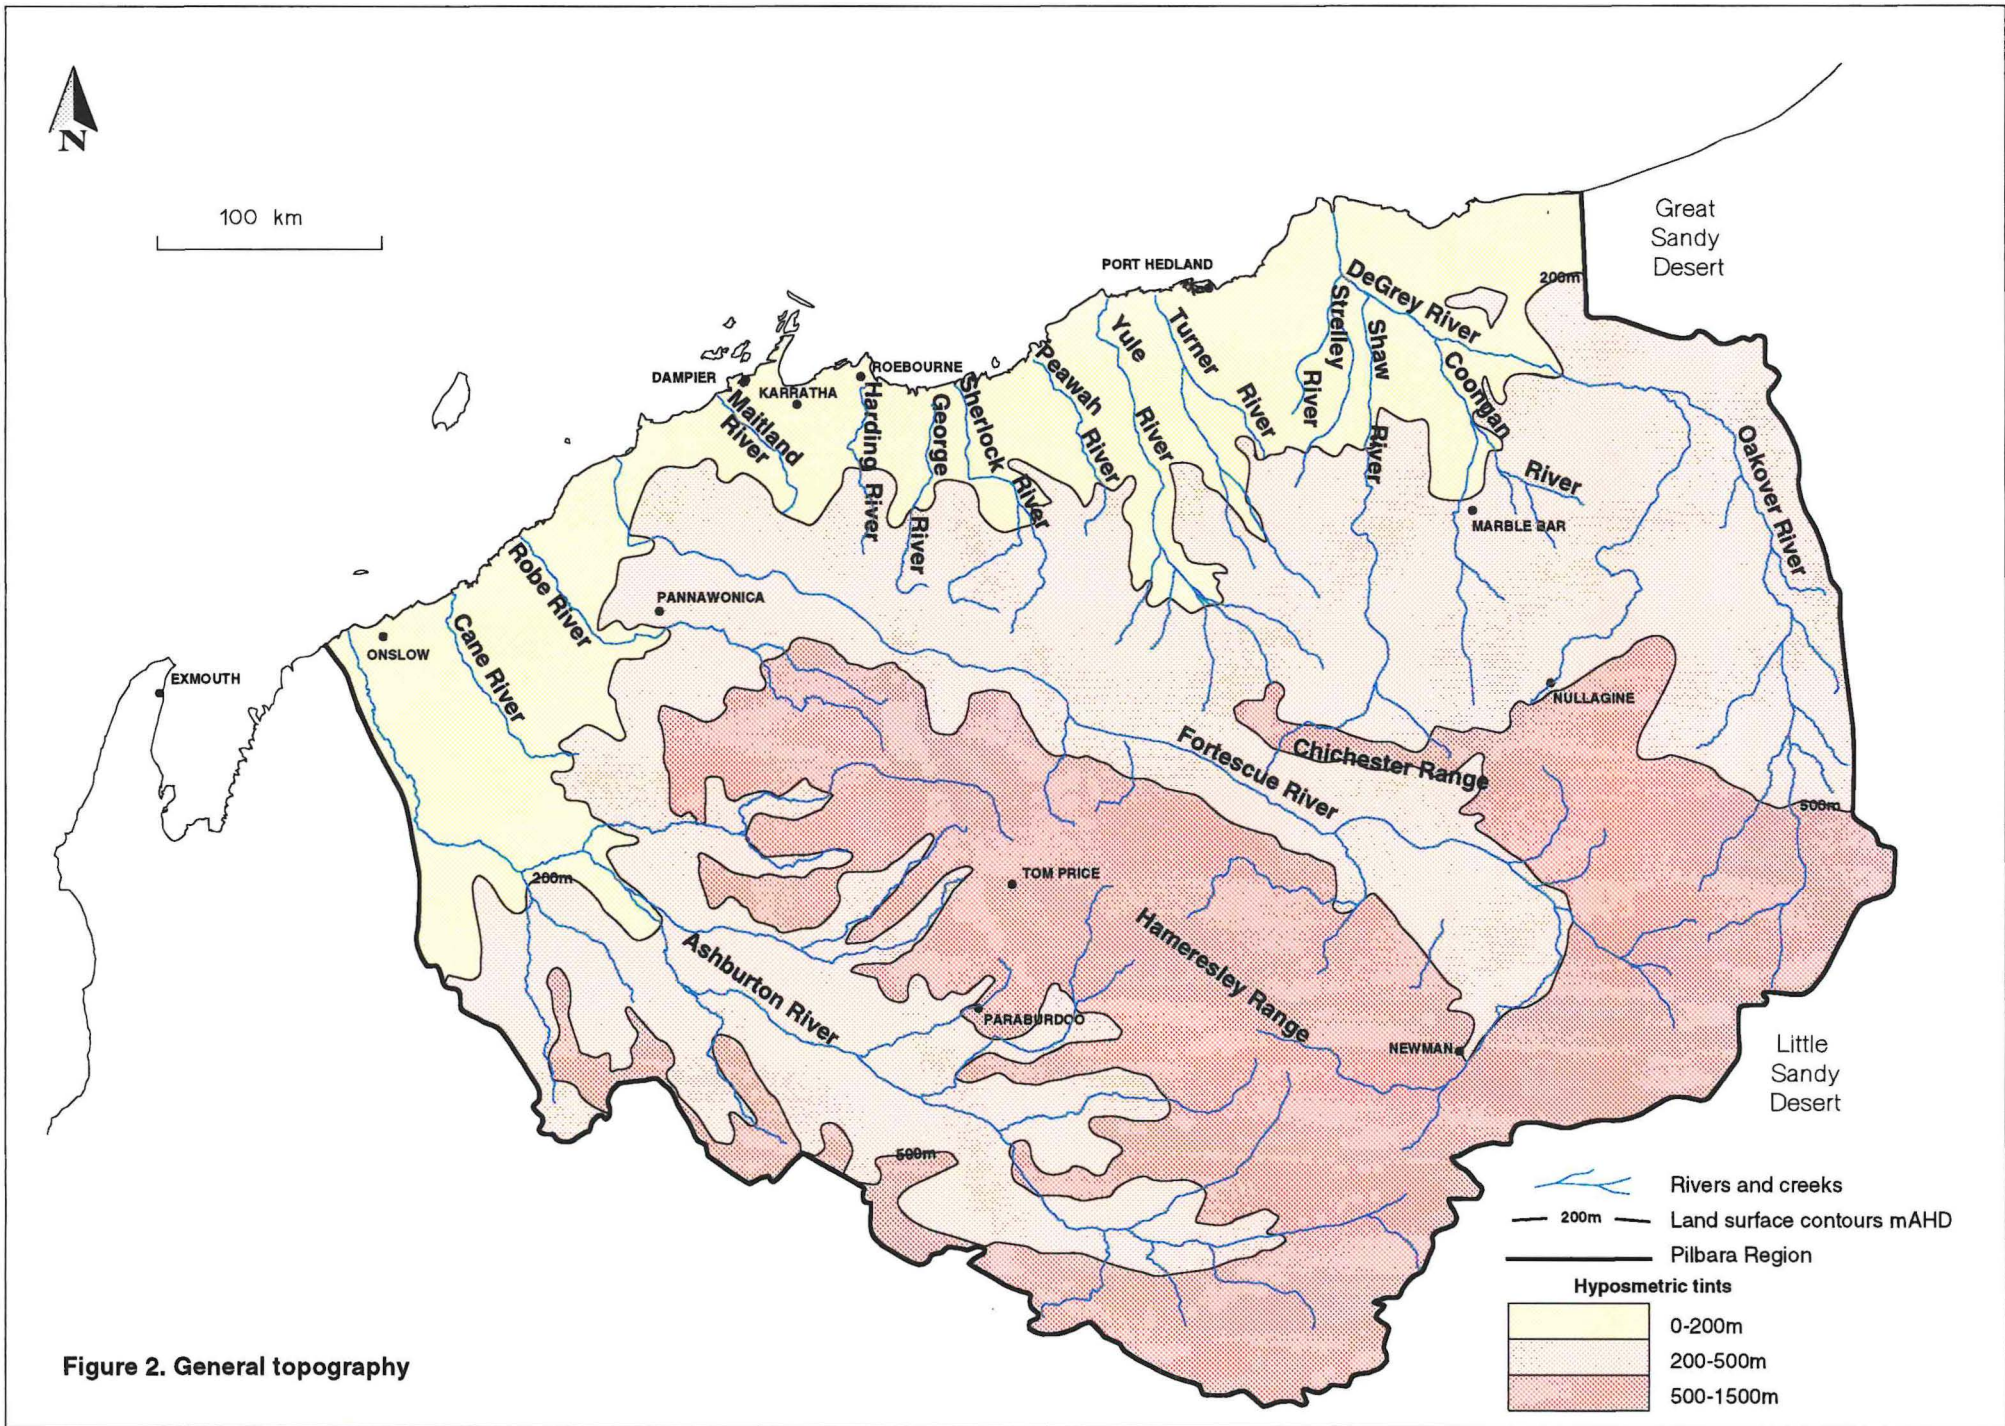 N
100 km
Great
Sandy
Desert
PORT HEDLAND
200m
DeGrey River
Strelley
River
Shaw
River
Coongan
River
Oakover River
Yule
River
Turner
River
Peawah
River
DAMPIER
KARRATHA
ROEBOURNE
Maitland
River
Harding River
George
River
Sherlock
River
MARBLE BAR
Robe River
PANNAWONICA
Cane River
ONSLOW
EXMOUTH
NULLAGINE
Fortescue River
Chichester Range
500m
200m
TOM PRICE
Hameresley Range
Ashburton River
PARABURDOO
NEWMAN
500m
Little
Sandy
Desert
Rivers and creeks
200m Land surface contours mAHD
Pilbara Region
Hyposmetric tints
0-200m
200-500m
500-1500m
Figure 2. General topography